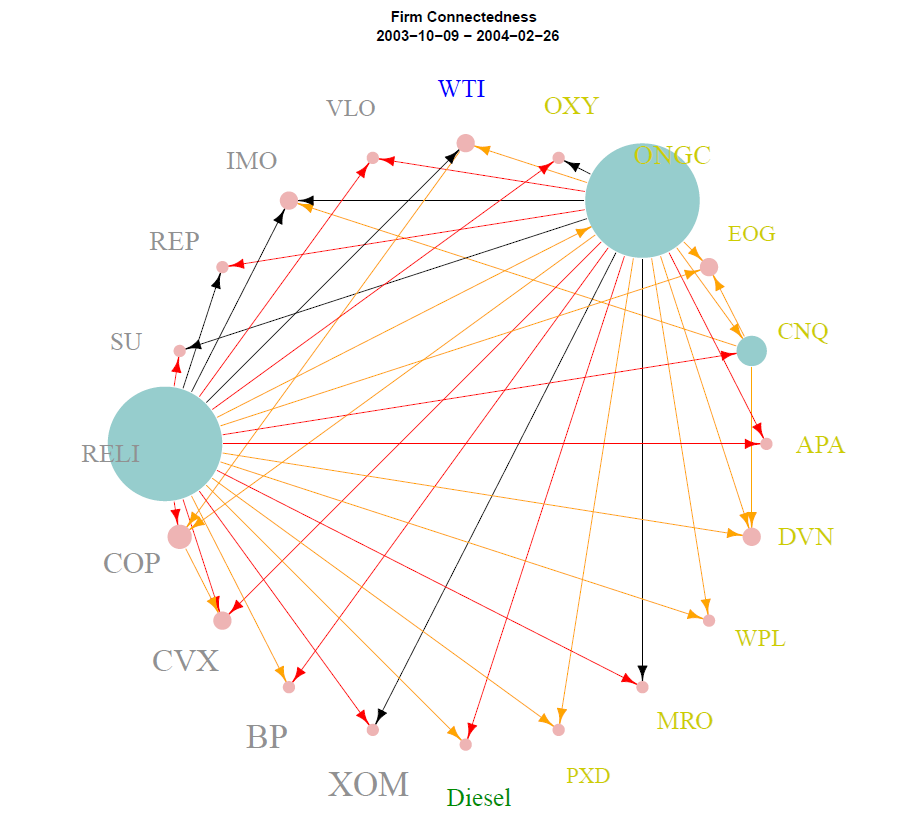 Firm Connectedness
2003−10−09 − 2004−02−26
WTI
VLO
OXY
IMO
ONGC
REP
EOG
SU
CNQ
RELI
APA
COP
DVN
CVX
WPL
BP
MRO
XOM
PXD
Diesel